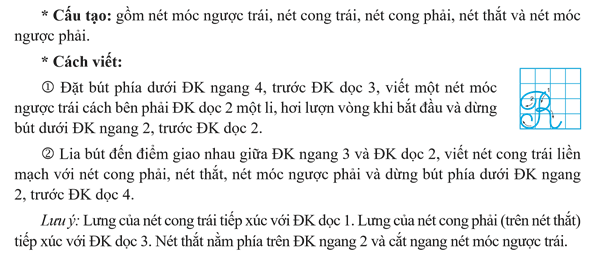 * Cấu tạo: gồm nét móc ngược trái, nét cong trái, nét cong phải, nét thắt và nét móc
ngược phải.
* Cách viết:
① Đặt bút phía dưới ĐK ngang 4, trước ĐK dọc 3, viết một nét móc
ngược trái cách bên phải ĐK dọc 2 một li, hơi lượn vòng khi bắt đầu và dừng
bút dưới ĐK ngang 2, trước ĐK dọc 2.
② Lia bút đến điểm giao nhau giữa ĐK ngang 3 và ĐK dọc 2, viết nét cong trái liền
mạch với nét cong phải, nét thắt, nét móc ngược phải và dừng bút phía dưới ĐK ngang
2, trước ĐK dọc 4.
Lưu ý: Lưng của nét cong trái tiếp xúc với ĐK dọc 1. Lưng của nét cong phải (trên nét thắt)
tiếp xúc với ĐK dọc 3. Nét thắt nằm phía trên ĐK ngang 2 và cắt ngang nét móc ngược trái.
R